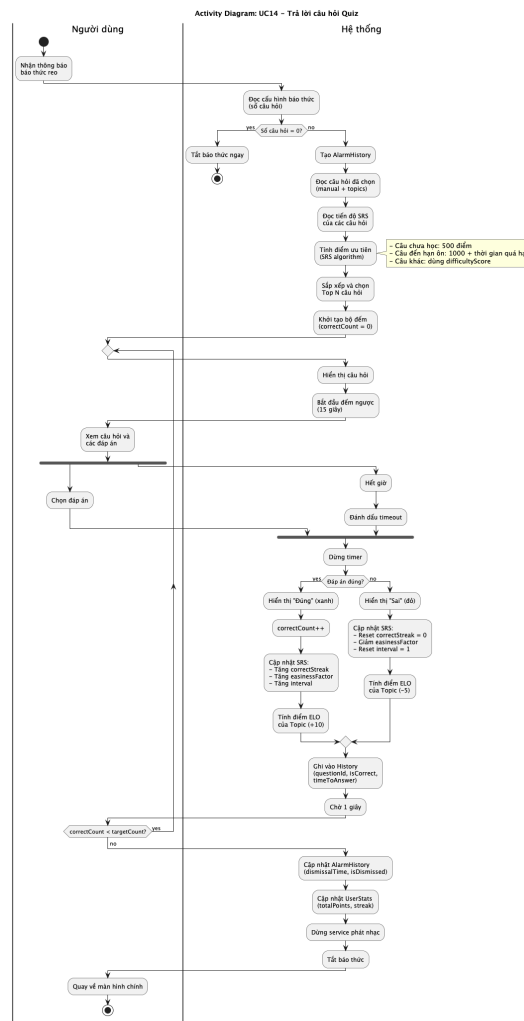 Activity Diagram: UC14 - Trả lời câu hỏi Quiz
Người dùng
Hệ thống
Nhận thông báo
báo thức reo
Đọc cấu hình báo thức
(số câu hỏi)
Số câu hỏi = 0?
yes
no
Tắt báo thức ngay
Tạo AlarmHistory
Đọc câu hỏi đã chọn
(manual + topics)
Đọc tiến độ SRS
của các câu hỏi
Tính điểm ưu tiên
(SRS algorithm)
- Câu chưa học: 500 điểm
- Câu đến hạn ôn: 1000 + thời gian quá hạ
- Câu khác: dùng difficultyScore
Sắp xếp và chọn
Top N câu hỏi
Khởi tạo bộ đếm
(correctCount = 0)
Hiển thị câu hỏi
Bắt đầu đếm ngược
(15 giây)
Xem câu hỏi và
các đáp án
Chọn đáp án
Hết giờ
Đánh dấu timeout
Dừng timer
Đáp án đúng?
yes
no
Hiển thị "Đúng" (xanh)
correctCount++
Cập nhật SRS:
- Tăng correctStreak
- Tăng easinessFactor
- Tăng interval
Tính điểm ELO
của Topic (+10)
Hiển thị "Sai" (đỏ)
Cập nhật SRS:
- Reset correctStreak = 0
- Giảm easinessFactor
- Reset interval = 1
Tính điểm ELO
của Topic (-5)
Ghi vào History
(questionId, isCorrect,
timeToAnswer)
Chờ 1 giây
correctCount < targetCount?
yes
no
Cập nhật AlarmHistory
(dismissalTime, isDismissed)
Cập nhật UserStats
(totalPoints, streak)
Dừng service phát nhạc
Tắt báo thức
Quay về màn hình chính